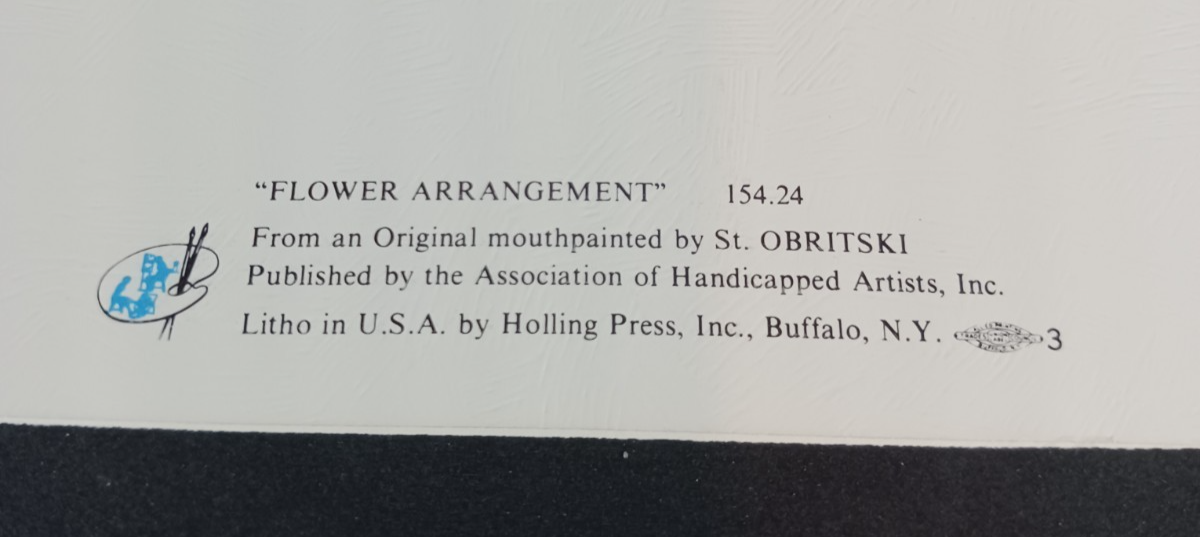 “FLOWER ARRANGEMENT” 154.24
From an Original mouthpainted by St. OBRITSKI
Published by the Association of Handicapped Artists, Inc.
Litho in U.S.A. by Holling Press, Inc., Buffalo, N.Y. 3